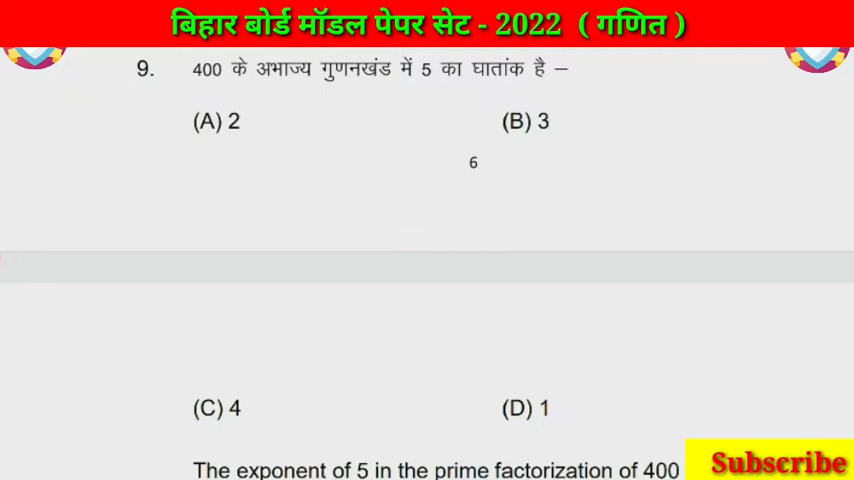 बिहार बोर्ड मॉडल पेपर सेट - 2022 ( गणित )
9. 400 के अभाज्य गुणनखंड में 5 का घातांक है –
(A) 2 (B) 3
6
(C) 4 (D) 1
The exponent of 5 in the prime factorization of 400
Subscribe